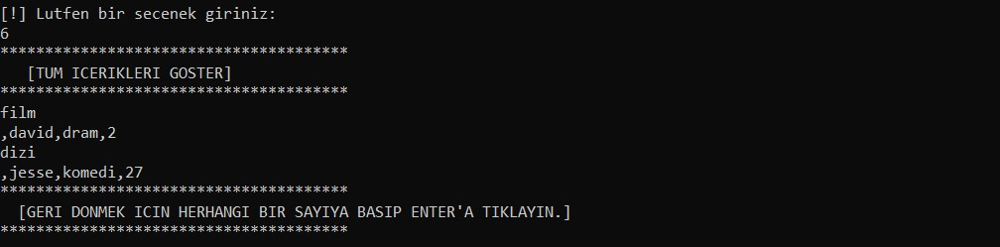 [!] Lutfen bir secenek giriniz:
6
***************************************
[TUM ICERIKLERI GOSTER]
***************************************
film
,david,dram,2
dizi
,jesse,komedi,27
***************************************
[GERI DONMEK ICIN HERHANGI BIR SAYIYA BASIP ENTER'A TIKLAYIN.]
***************************************